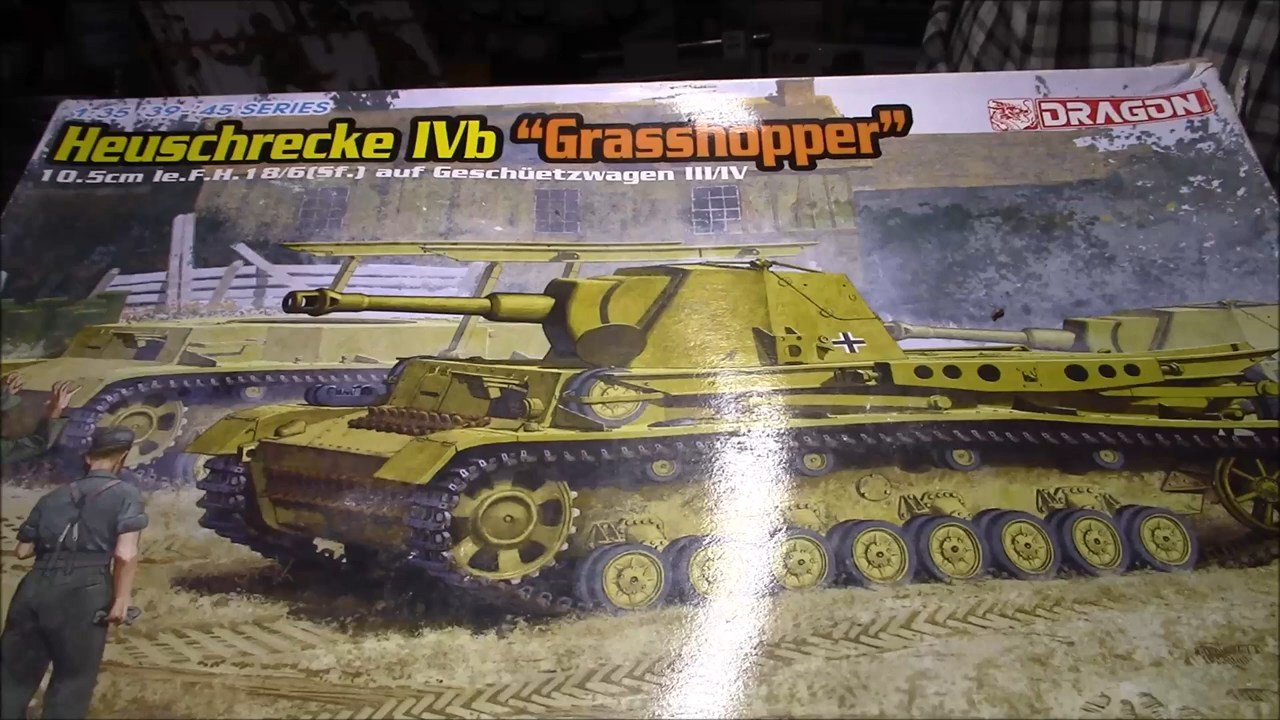 1:35 '39-'45 SERIES
DRAGON
Heuschrecke IVb "Grasshopper"
10.5cm le.F.H.18/6(Sf.) auf Geschüetzwagen III/IV